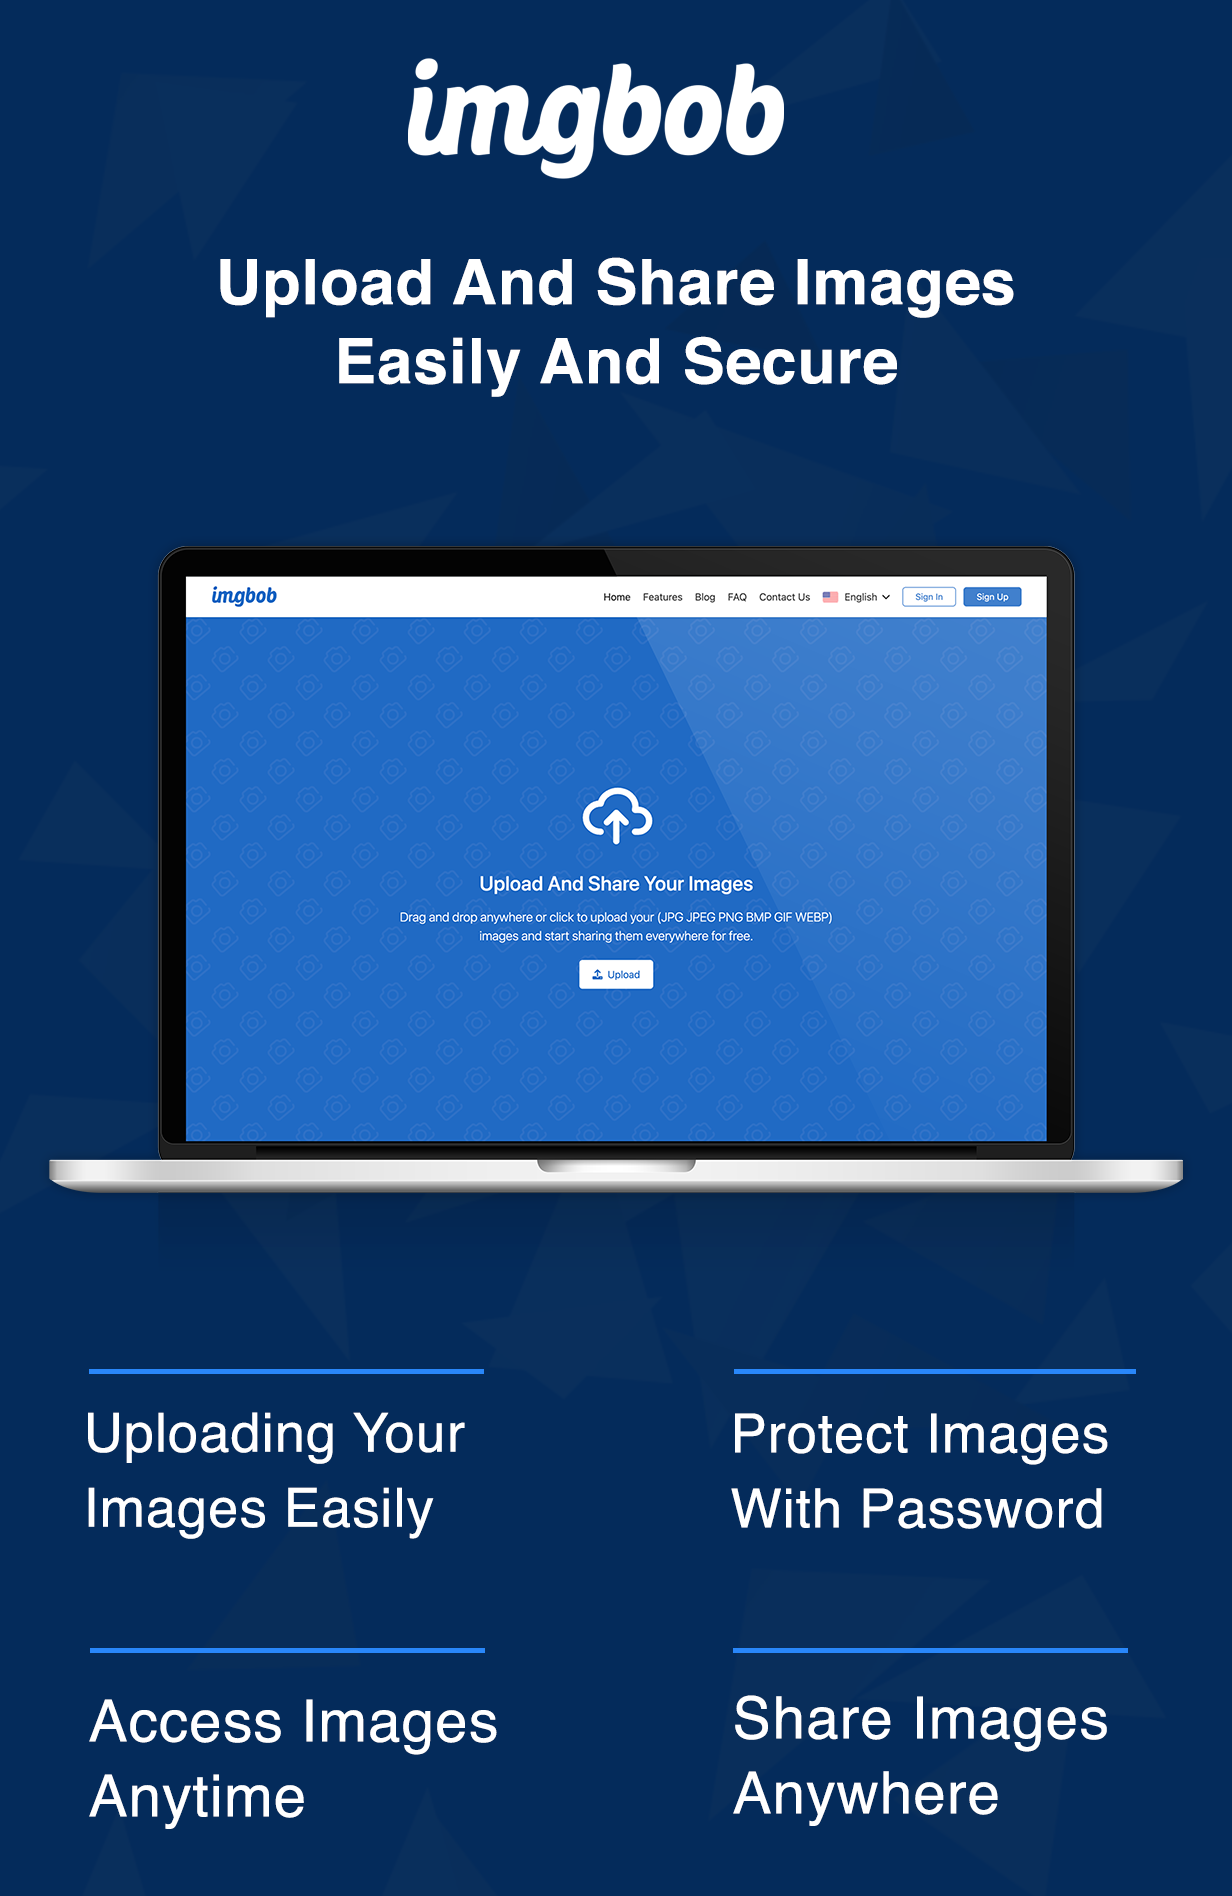 imgbob
Upload And Share Images
Easily And Secure
imgbob
Home Features Blog FAQ Contact Us English Sign In Sign Up
Upload And Share Your Images
Drag and drop anywhere or click to upload your (JPG JPEG PNG BMP GIF WEBP)
images and start sharing them everywhere for free.
Upload
Uploading Your
Images Easily
Protect Images
With Password
Access Images
Anytime
Share Images
Anywhere